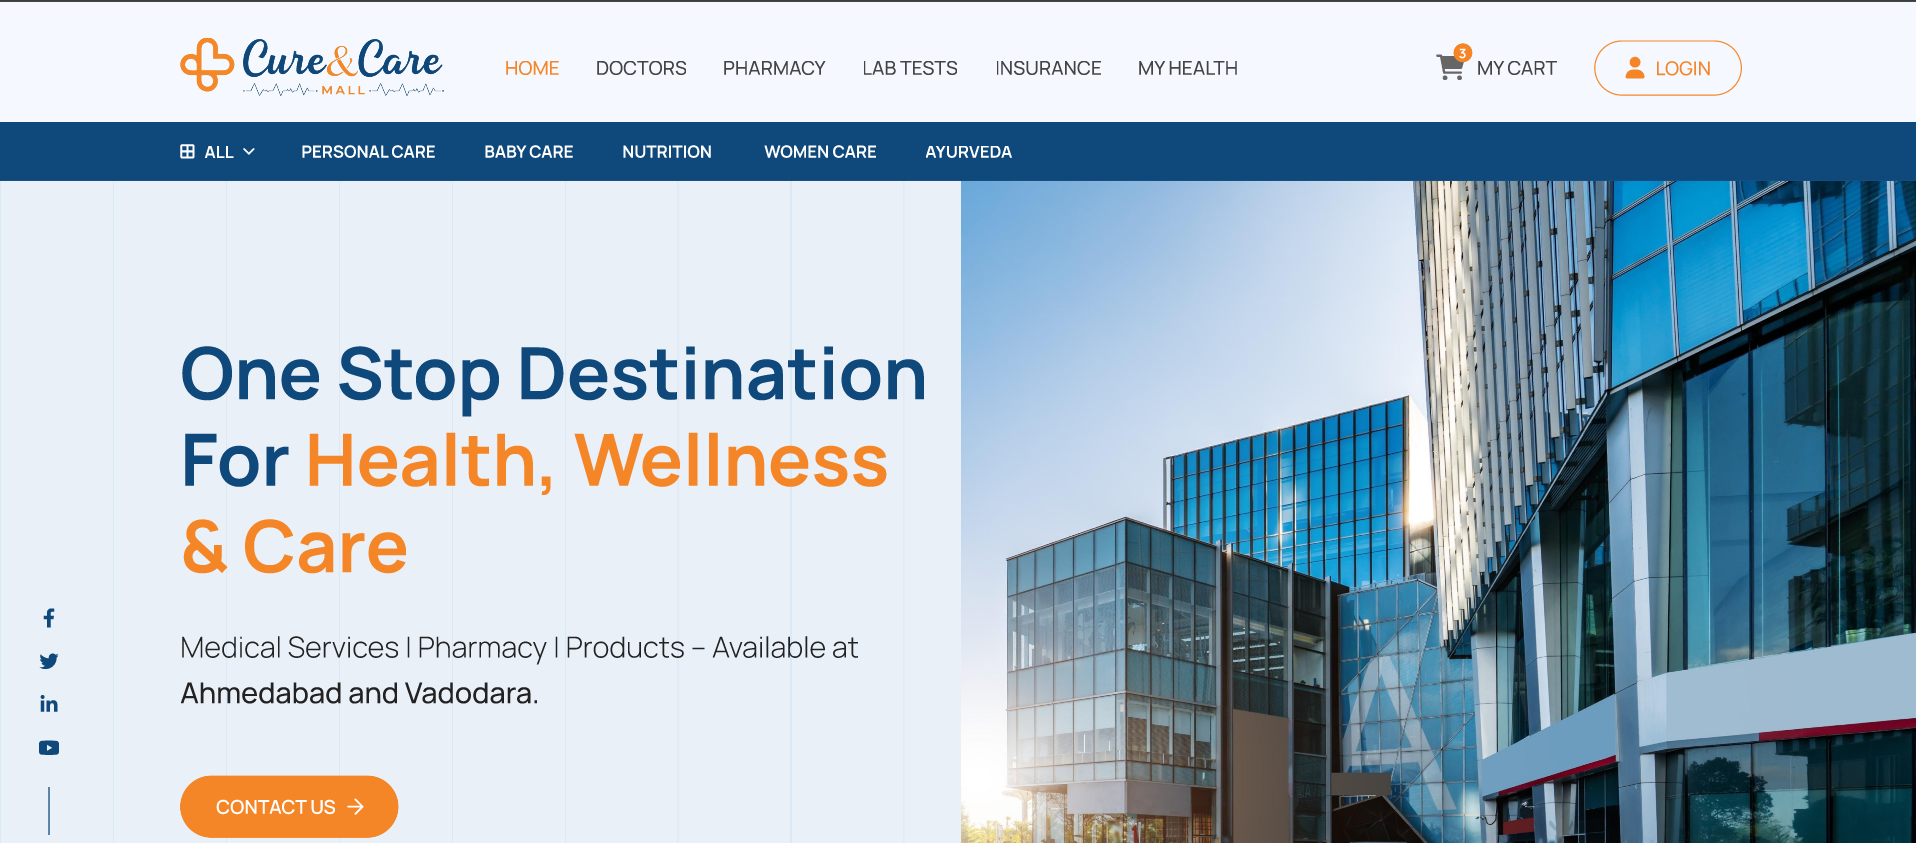 Cure&Care
MALL
HOME DOCTORS PHARMACY LAB TESTS INSURANCE MY HEALTH
3
MY CART
LOGIN
ALL PERSONAL CARE BABY CARE NUTRITION WOMEN CARE AYURVEDA
One Stop Destination
For Health, Wellness
& Care
Medical Services | Pharmacy | Products – Available at
Ahmedabad and Vadodara.
CONTACT US